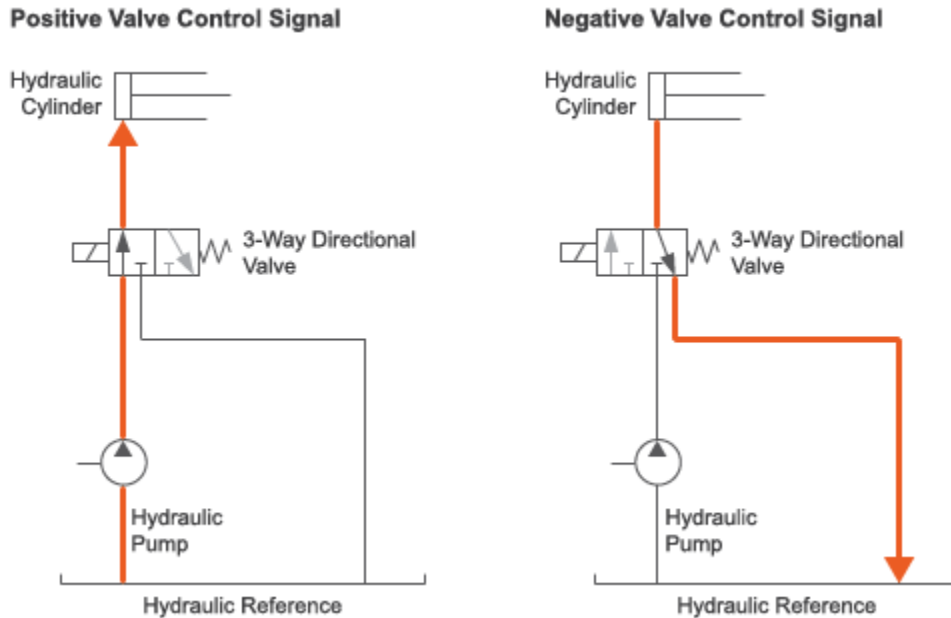 Positive Valve Control Signal
Hydraulic
Cylinder
3-Way Directional
Valve
Hydraulic
Pump
Hydraulic Reference
Negative Valve Control Signal
Hydraulic
Cylinder
3-Way Directional
Valve
Hydraulic
Pump
Hydraulic Reference